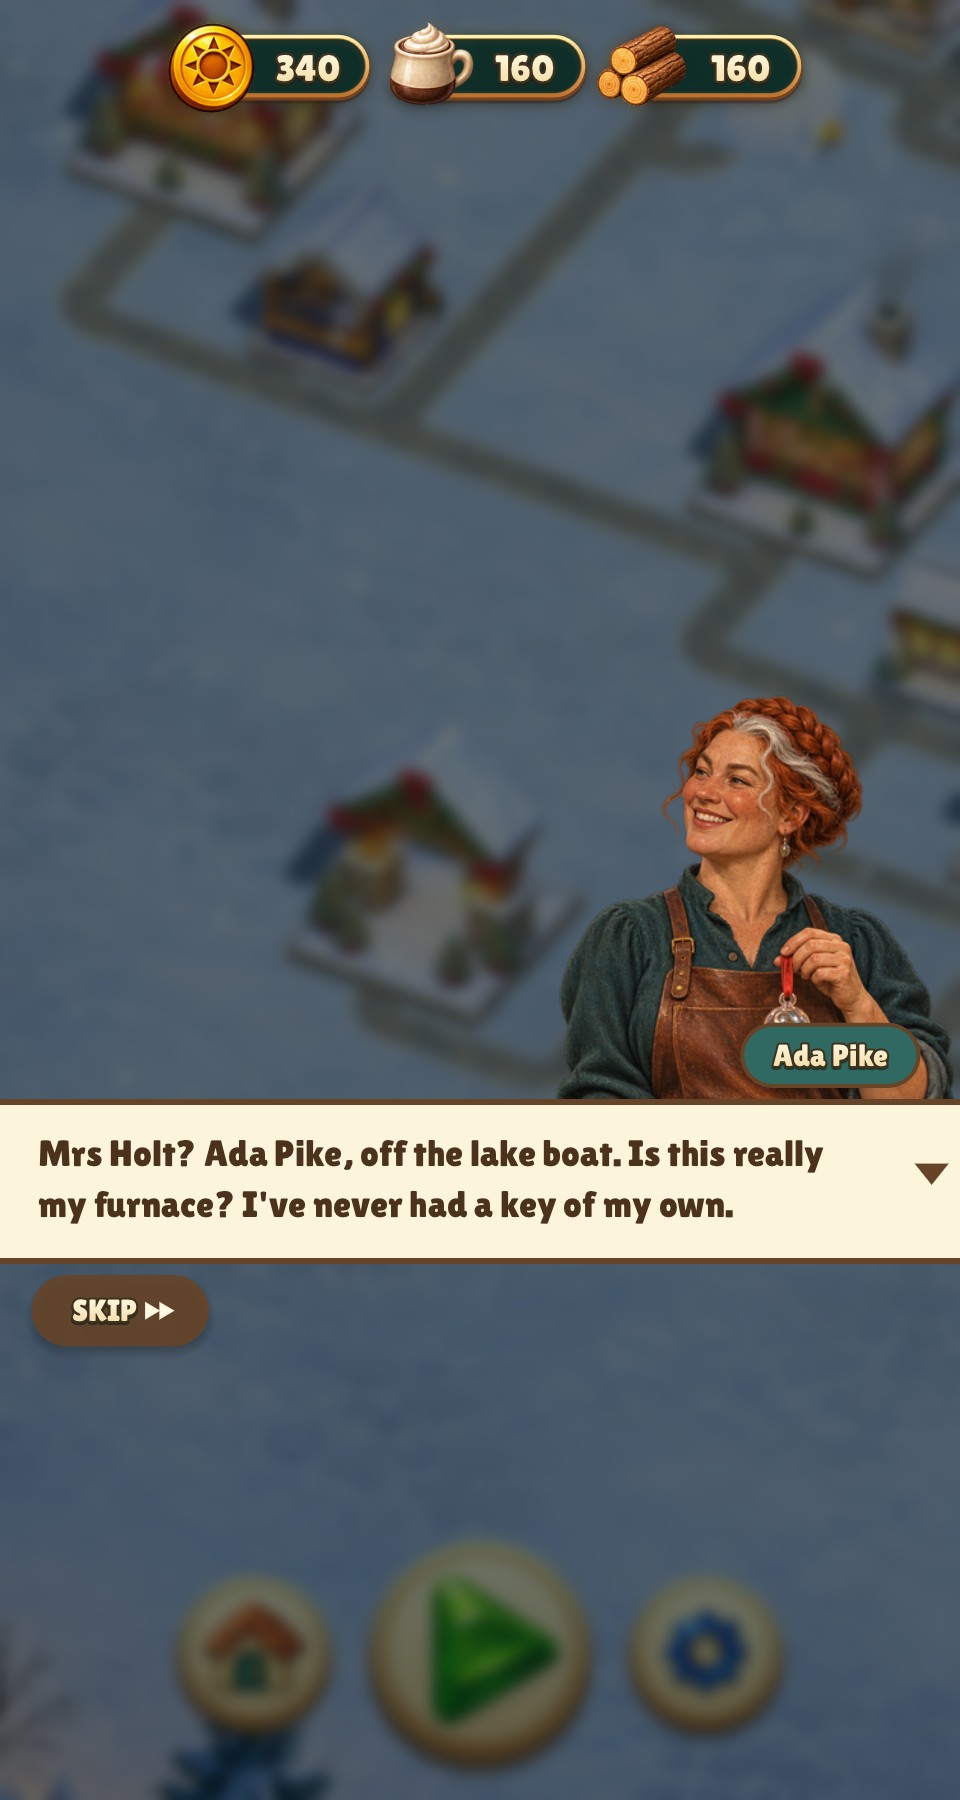 340
160
160
Ada Pike
Mrs Holt? Ada Pike, off the lake boat. Is this really
my furnace? I've never had a key of my own.
SKIP